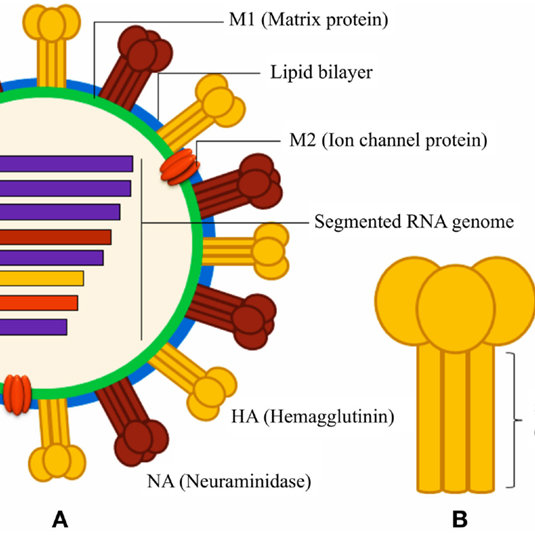 M1 (Matrix protein)
Lipid bilayer
M2 (Ion channel protein)
Segmented RNA genome
HA (Hemagglutinin)
NA (Neuraminidase)
A
B